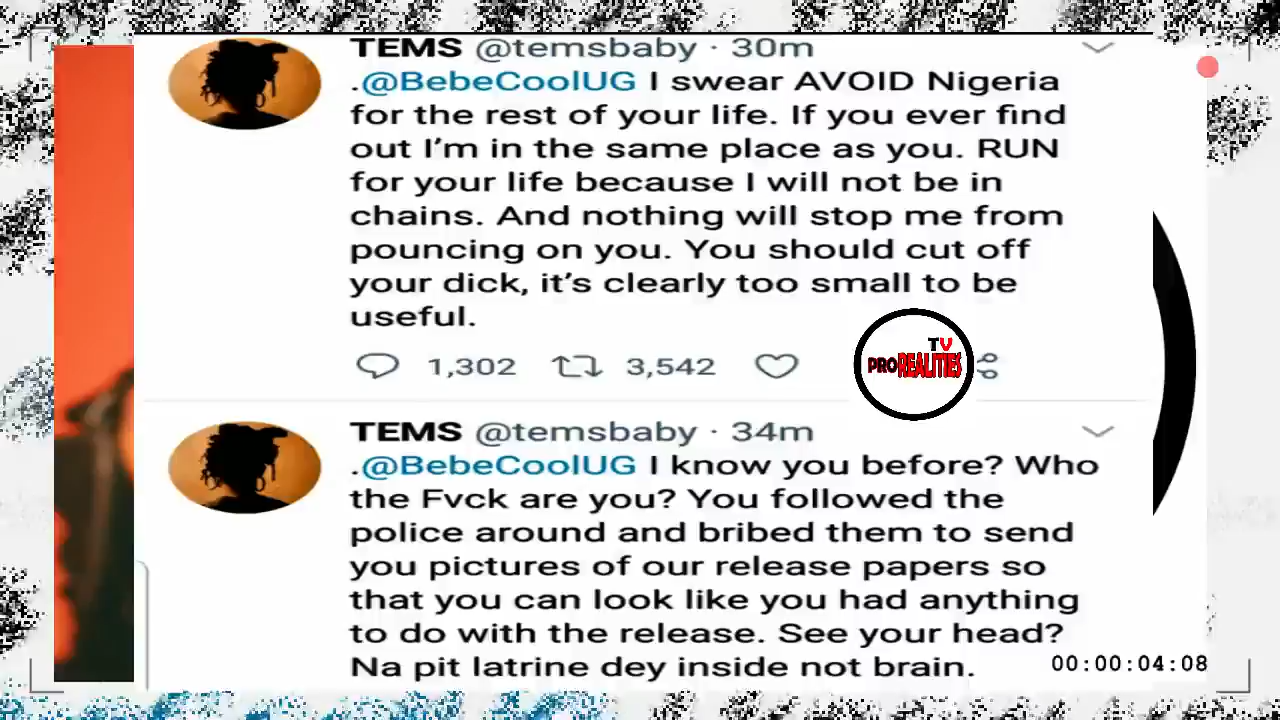 TEMS @temsbaby · 30m
.@BebeCoolUG I swear AVOID Nigeria
for the rest of your life. If you ever find
out I’m in the same place as you. RUN
for your life because I will not be in
chains. And nothing will stop me from
pouncing on you. You should cut off
your dick, it’s clearly too small to be
useful.
1,302 3,542
TV
PROREALITIES
TEMS @temsbaby · 34m
.@BebeCoolUG I know you before? Who
the Fvck are you? You followed the
police around and bribed them to send
you pictures of our release papers so
that you can look like you had anything
to do with the release. See your head?
Na pit latrine dey inside not brain.
00:00:04:08